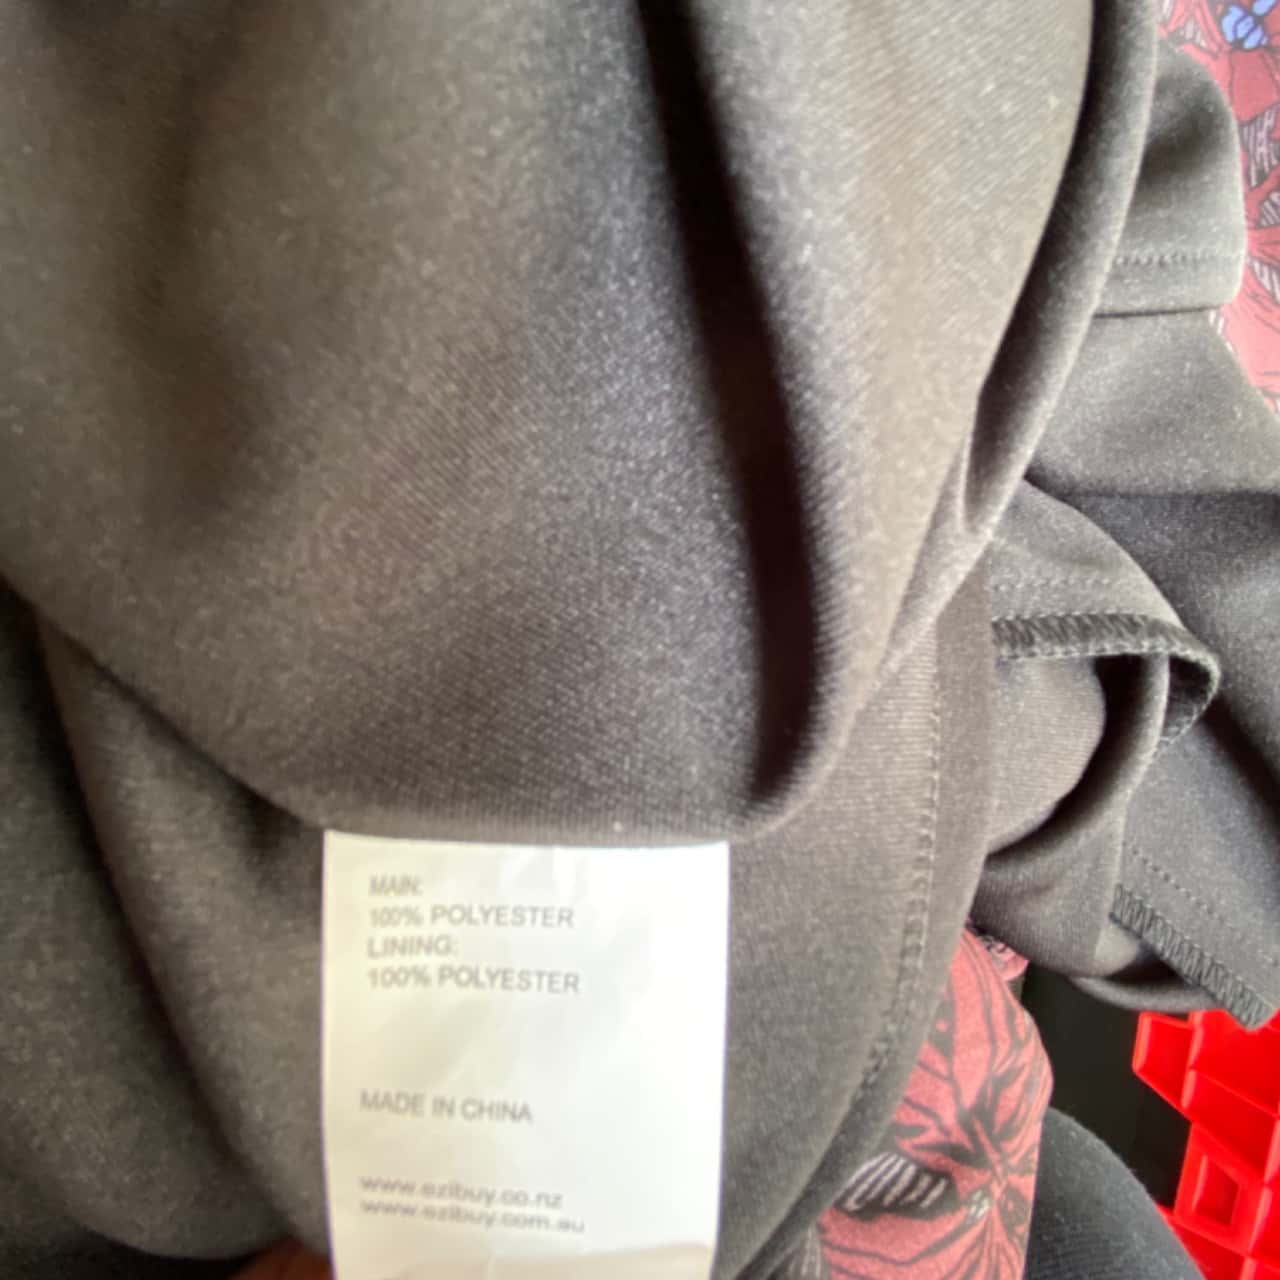 MAIN:
100% POLYESTER
LINING:
100% POLYESTER
MADE IN CHINA
www.ezibuy.co.nz
www.ezibuy.com.au